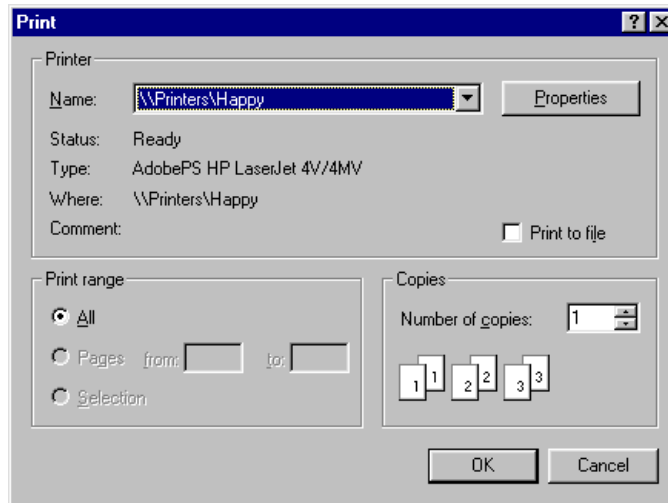 Print
Printer
Name: \\Printers\Happy Properties
Status: Ready
Type: AdobePS HP LaserJet 4V/4MV
Where: \\Printers\Happy
Comment: Print to file
Print range
All
Pages from: to:
Selection
Copies
Number of copies: 1
1 1 2 2 3 3
OK Cancel